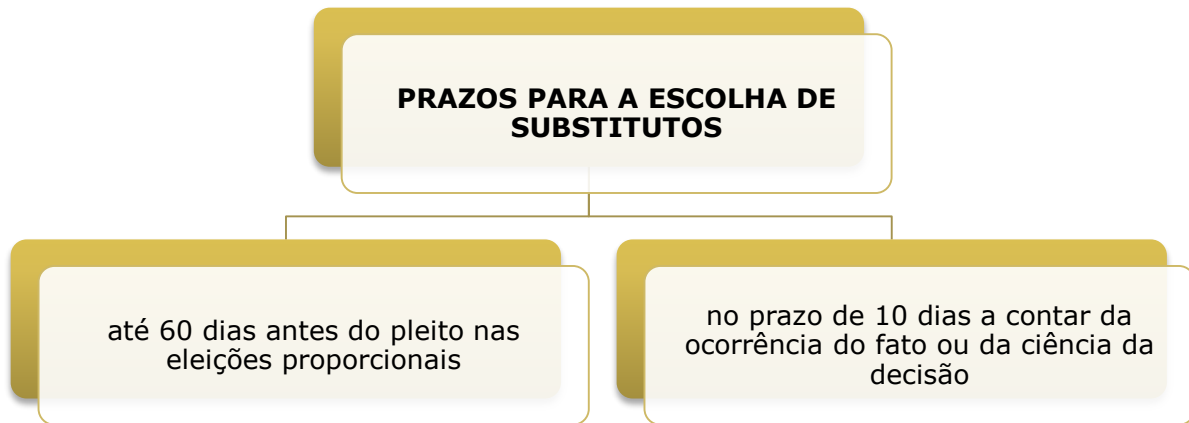 PRAZOS PARA A ESCOLHA DE
SUBSTITUTOS
até 60 dias antes do pleito nas
eleições proporcionais
no prazo de 10 dias a contar da
ocorrência do fato ou da ciência da
decisão